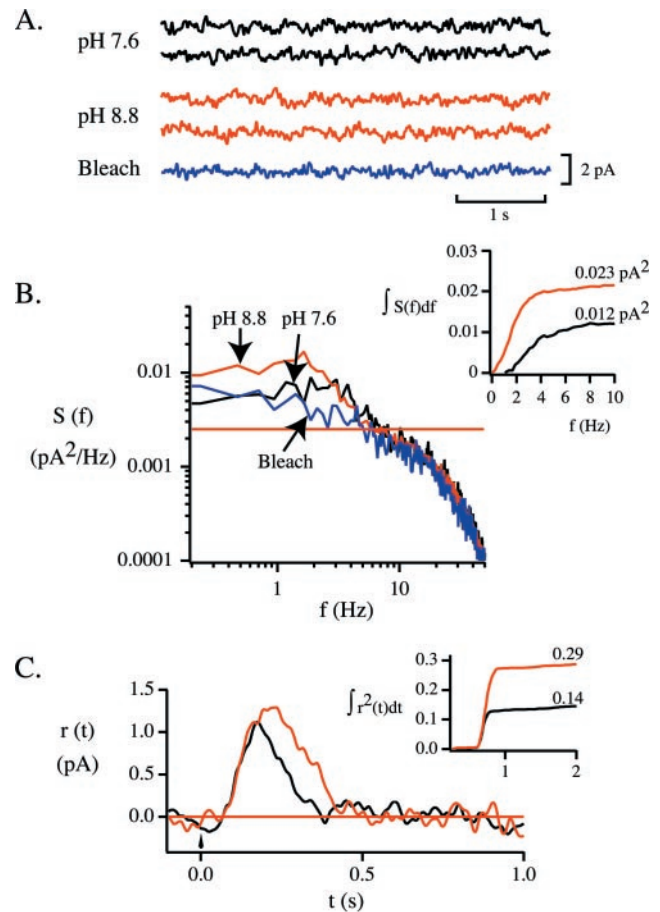 A.
pH 7.6
pH 8.8
Bleach
2 pA
1 s
B.
S (f)
(pA²/Hz)
0.01
0.001
0.0001
pH 8.8
pH 7.6
Bleach
1
10
f (Hz)
∫ S(f)df
0.03
0.02
0.01
0
0.023 pA²
0.012 pA²
0 2 4 6 8 10
f (Hz)
C.
r (t)
(pA)
1.5
1.0
0.5
0.0
0.0
0.5
1.0
t (s)
∫ r²(t)dt
0.3
0.2
0.1
0.0
0.29
0.14
1
2